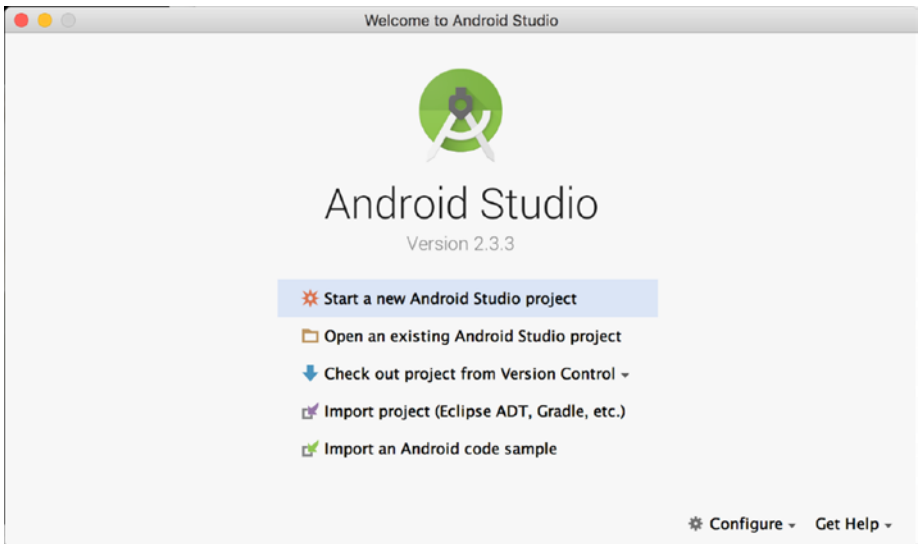 Welcome to Android Studio
Android Studio
Version 2.3.3
Start a new Android Studio project
Open an existing Android Studio project
Check out project from Version Control
Import project (Eclipse ADT, Gradle, etc.)
Import an Android code sample
Configure Get Help